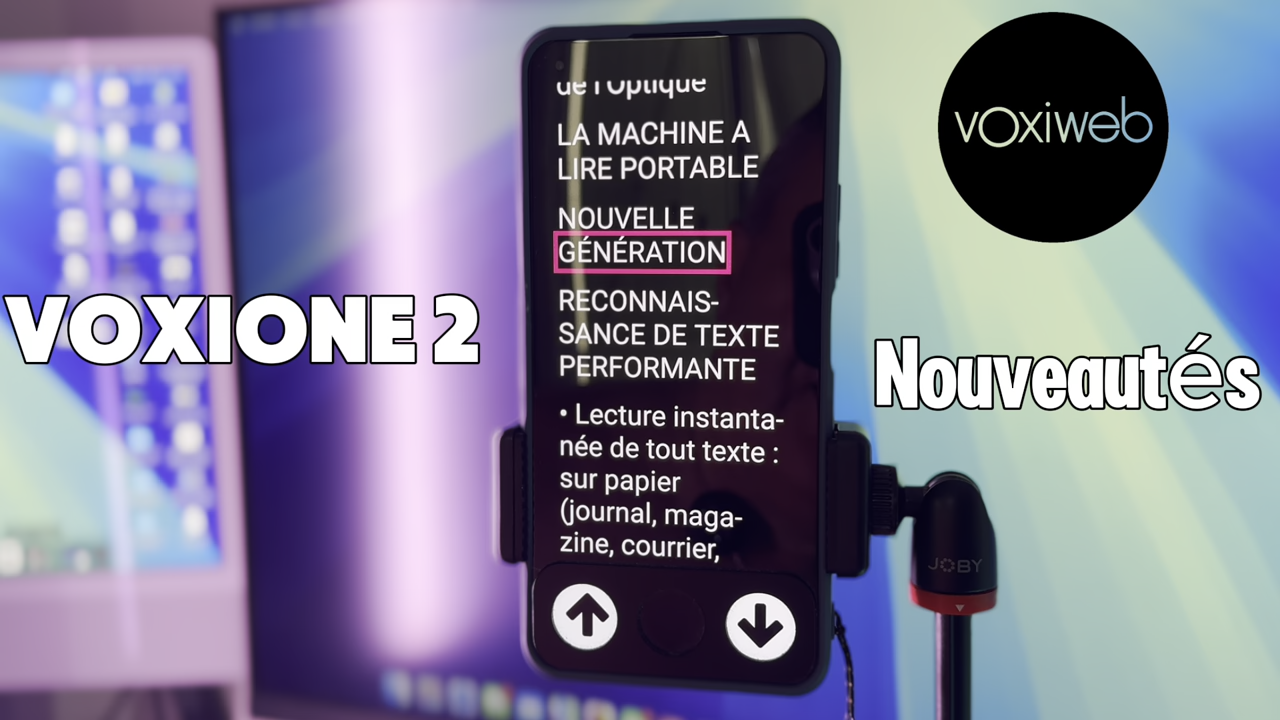 de l'Optique
LA MACHINE A
LIRE PORTABLE
NOUVELLE
GÉNÉRATION
RECONNAIS-
SANCE DE TEXTE
PERFORMANTE
• Lecture instanta-
née de tout texte :
sur papier
(journal, maga-
zine, courrier,
voxiweb
VOXIONE 2
Nouveautés
JOBY